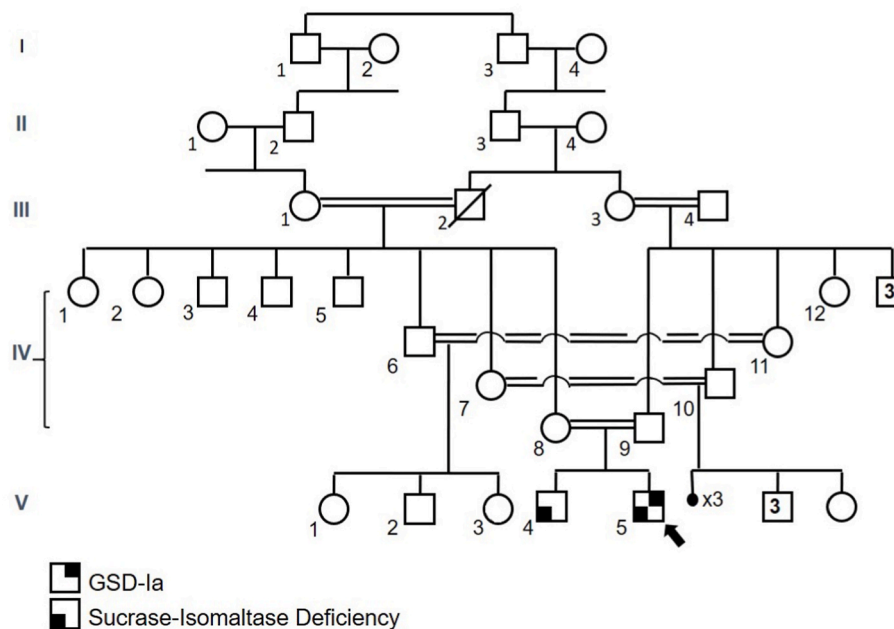 I
1 2 3 4
II
1 2 3 4
III
1 2 3 4
1 2 3 4 5 12 3
IV
6 11
7 10
8 9
V
1 2 3 4 5 x3 3
GSD-Ia
Sucrase-Isomaltase Deficiency